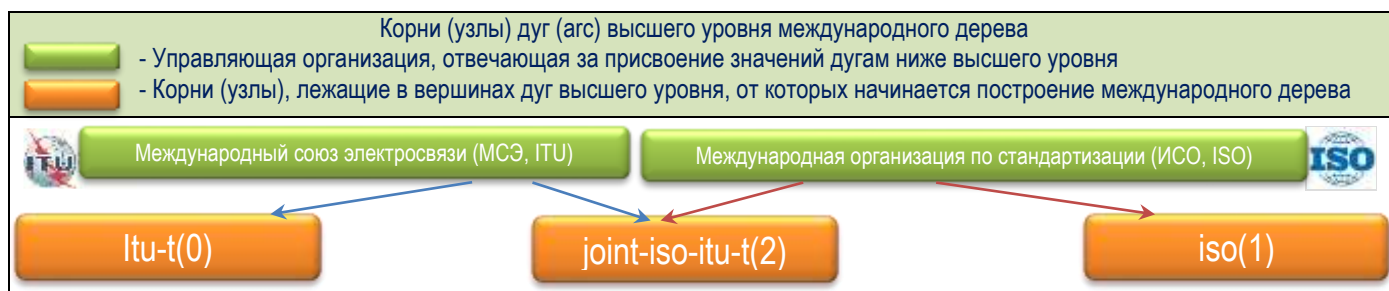 Корни (узлы) дуг (arc) высшего уровня международного дерева
- Управляющая организация, отвечающая за присвоение значений дугам ниже высшего уровня
- Корни (узлы), лежащие в вершинах дуг высшего уровня, от которых начинается построение международного дерева
ITU
Международный союз электросвязи (МСЭ, ITU)
Международная организация по стандартизации (ИСО, ISO)
ISO
Itu-t(0)
joint-iso-itu-t(2)
iso(1)